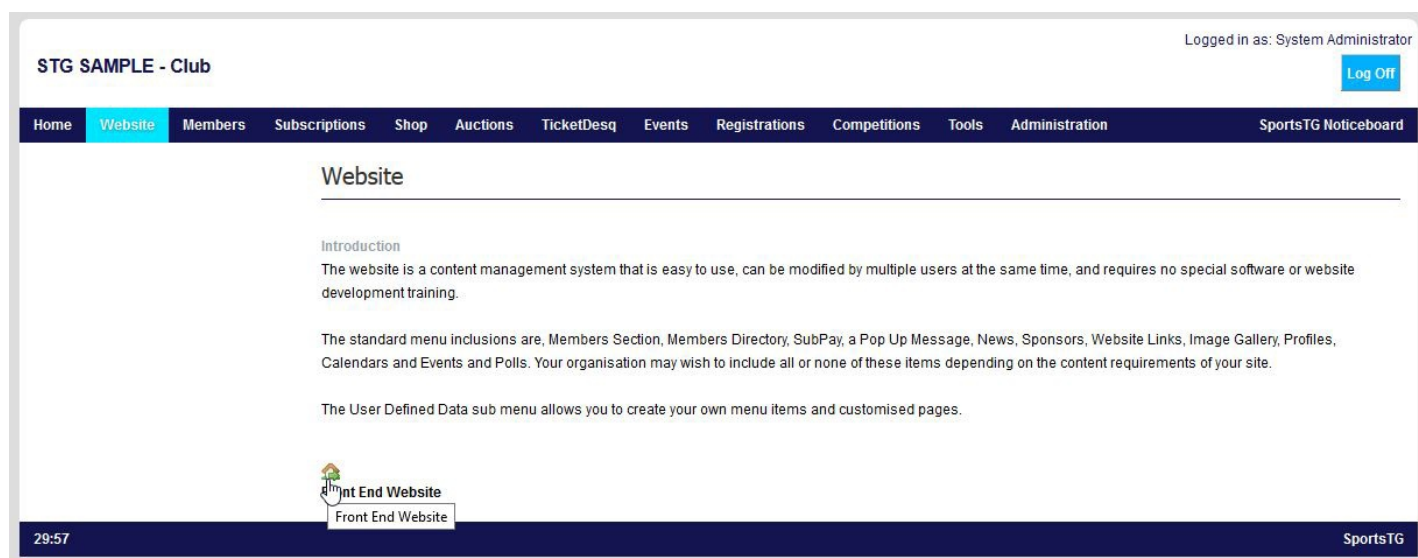 Logged in as: System Administrator
STG SAMPLE - Club
Log Off
Home Website Members Subscriptions Shop Auctions TicketDesq Events Registrations Competitions Tools Administration SportsTG Noticeboard
Website
Introduction
The website is a content management system that is easy to use, can be modified by multiple users at the same time, and requires no special software or website
development training.
The standard menu inclusions are, Members Section, Members Directory, SubPay, a Pop Up Message, News, Sponsors, Website Links, Image Gallery, Profiles,
Calendars and Events and Polls. Your organisation may wish to include all or none of these items depending on the content requirements of your site.
The User Defined Data sub menu allows you to create your own menu items and customised pages.
Front End Website
Front End Website
29:57 SportsTG